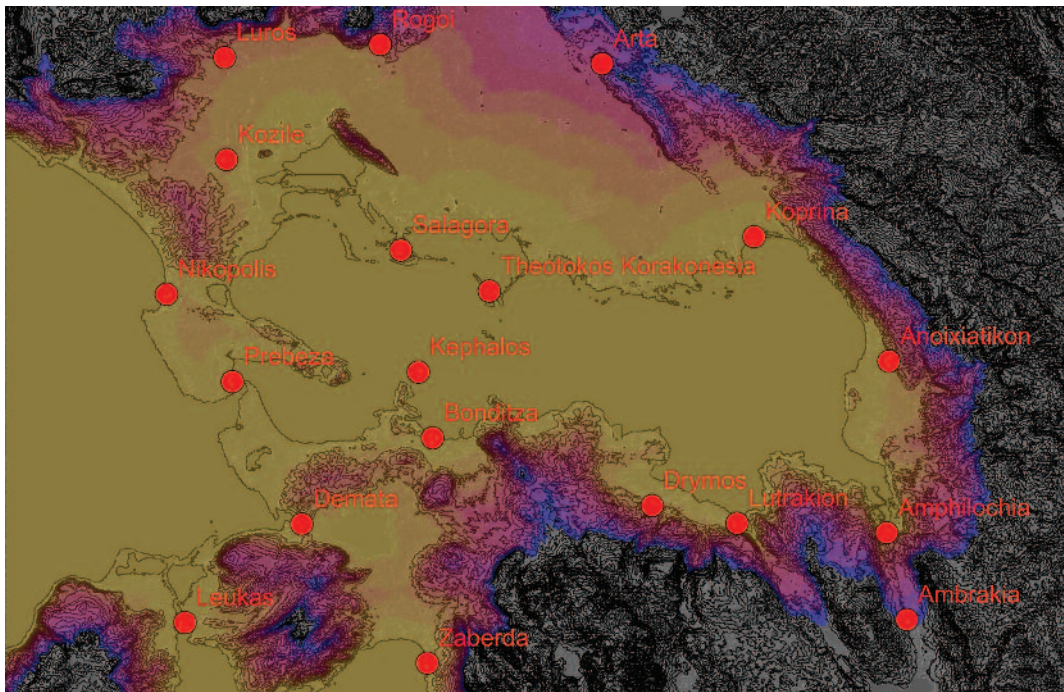 Luros
Rogoi
Arta
Kozile
Salagora
Koprina
Nikopolis
Theotokos Korakonesia
Anoixiatikon
Prebeza
Kephalos
Bonditza
Drymos
Lutrakion
Amphilochia
Demata
Leukas
Ambrakia
Zaberda